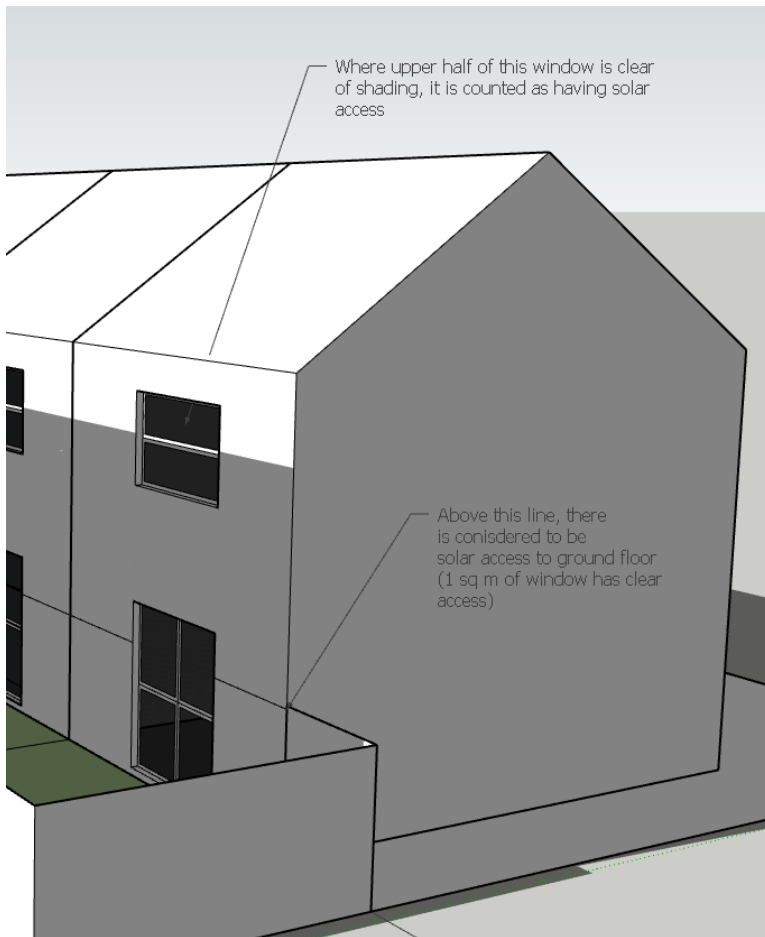 Where upper half of this window is clear
of shading, it is counted as having solar
access
Above this line, there
is conisdered to be
solar access to ground floor
(1 sq m of window has clear
access)